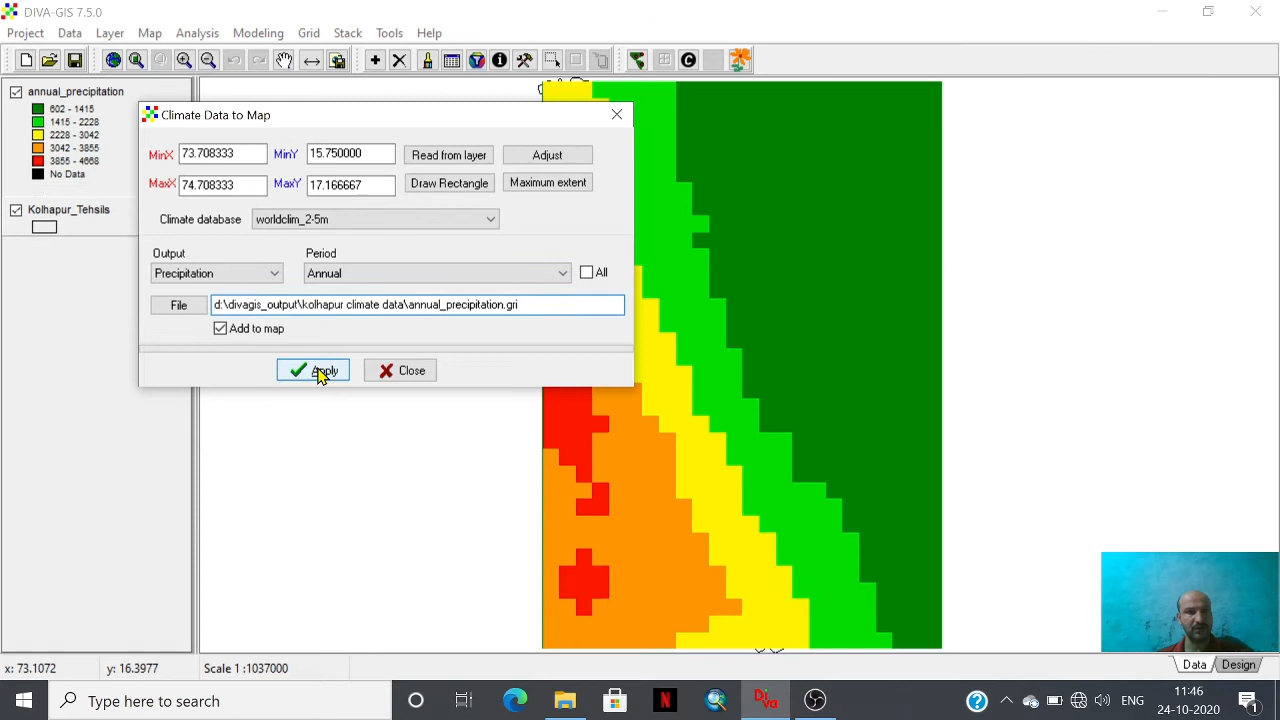 DIVA-GIS 7.5.0
Project Data Layer Map Analysis Modeling Grid Stack Tools Help
annual_precipitation
602 - 1415
1415 - 2228
2228 - 3042
3042 - 3855
3855 - 4668
No Data
Kolhapur_Tehsils
Climate Data to Map
MinX 73.708333 MinY 15.750000 Read from layer Adjust
MaxX 74.708333 MaxY 17.166667 Draw Rectangle Maximum extent
Climate database worldclim_2-5m
Output Period
Precipitation Annual All
File d:\divagis_output\kolhapur climate data\annual_precipitation.gri
Add to map
Apply Close
x: 73.1072 y: 16.3977 Scale 1 :1037000 Data Design
Type here to search
Diva
ENG
11:46
24-10-2020